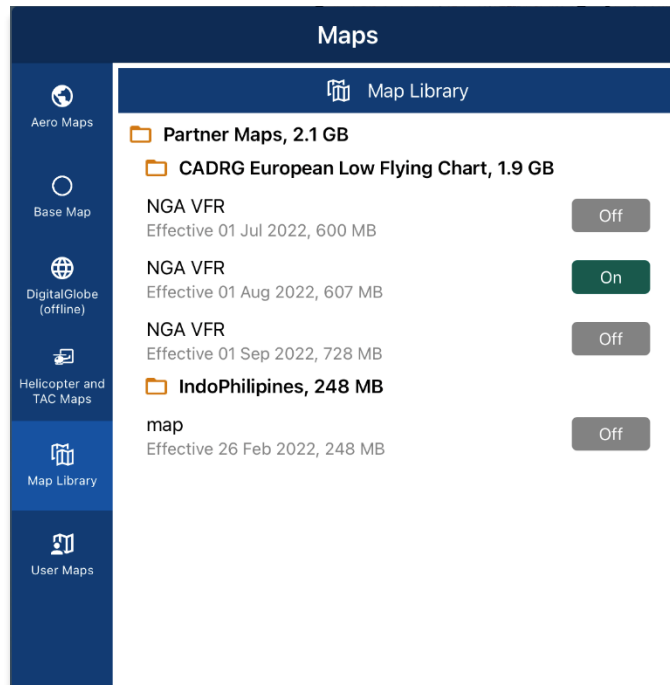 Maps
Aero Maps
Base Map
DigitalGlobe
(offline)
Helicopter and
TAC Maps
Map Library
User Maps
Map Library
Partner Maps, 2.1 GB
CADRG European Low Flying Chart, 1.9 GB
NGA VFR
Effective 01 Jul 2022, 600 MB
Off
NGA VFR
Effective 01 Aug 2022, 607 MB
On
NGA VFR
Effective 01 Sep 2022, 728 MB
Off
IndoPhilipines, 248 MB
map
Effective 26 Feb 2022, 248 MB
Off